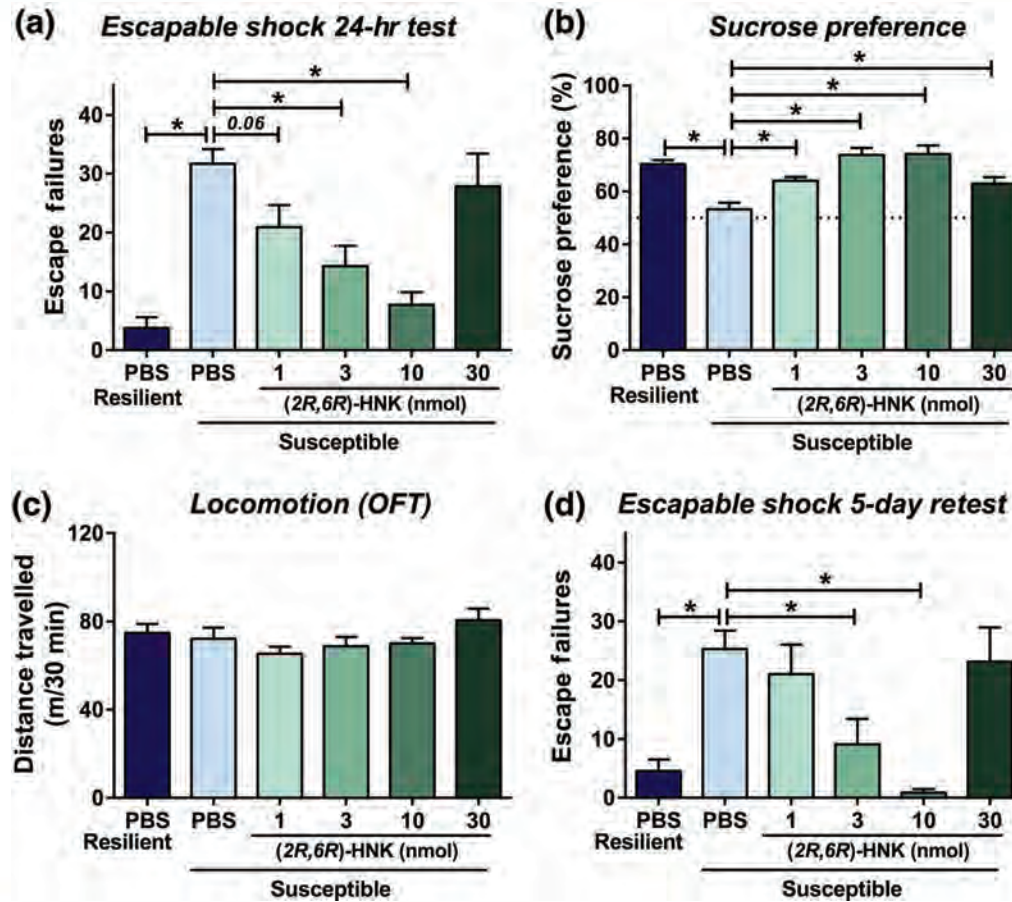 (a) Escapable shock 24-hr test
Escape failures
40
30
20
10
0
* * *
0.06
PBS PBS 1 3 10 30
Resilient (2R,6R)-HNK (nmol)
Susceptible
(b) Sucrose preference
Sucrose preference (%)
100
80
60
40
20
0
* * * * *
PBS PBS 1 3 10 30
Resilient (2R,6R)-HNK (nmol)
Susceptible
(c) Locomotion (OFT)
Distance travelled
(m/30 min)
120
80
40
0
PBS PBS 1 3 10 30
Resilient (2R,6R)-HNK (nmol)
Susceptible
(d) Escapable shock 5-day retest
Escape failures
40
30
20
10
0
* * *
PBS PBS 1 3 10 30
Resilient (2R,6R)-HNK (nmol)
Susceptible